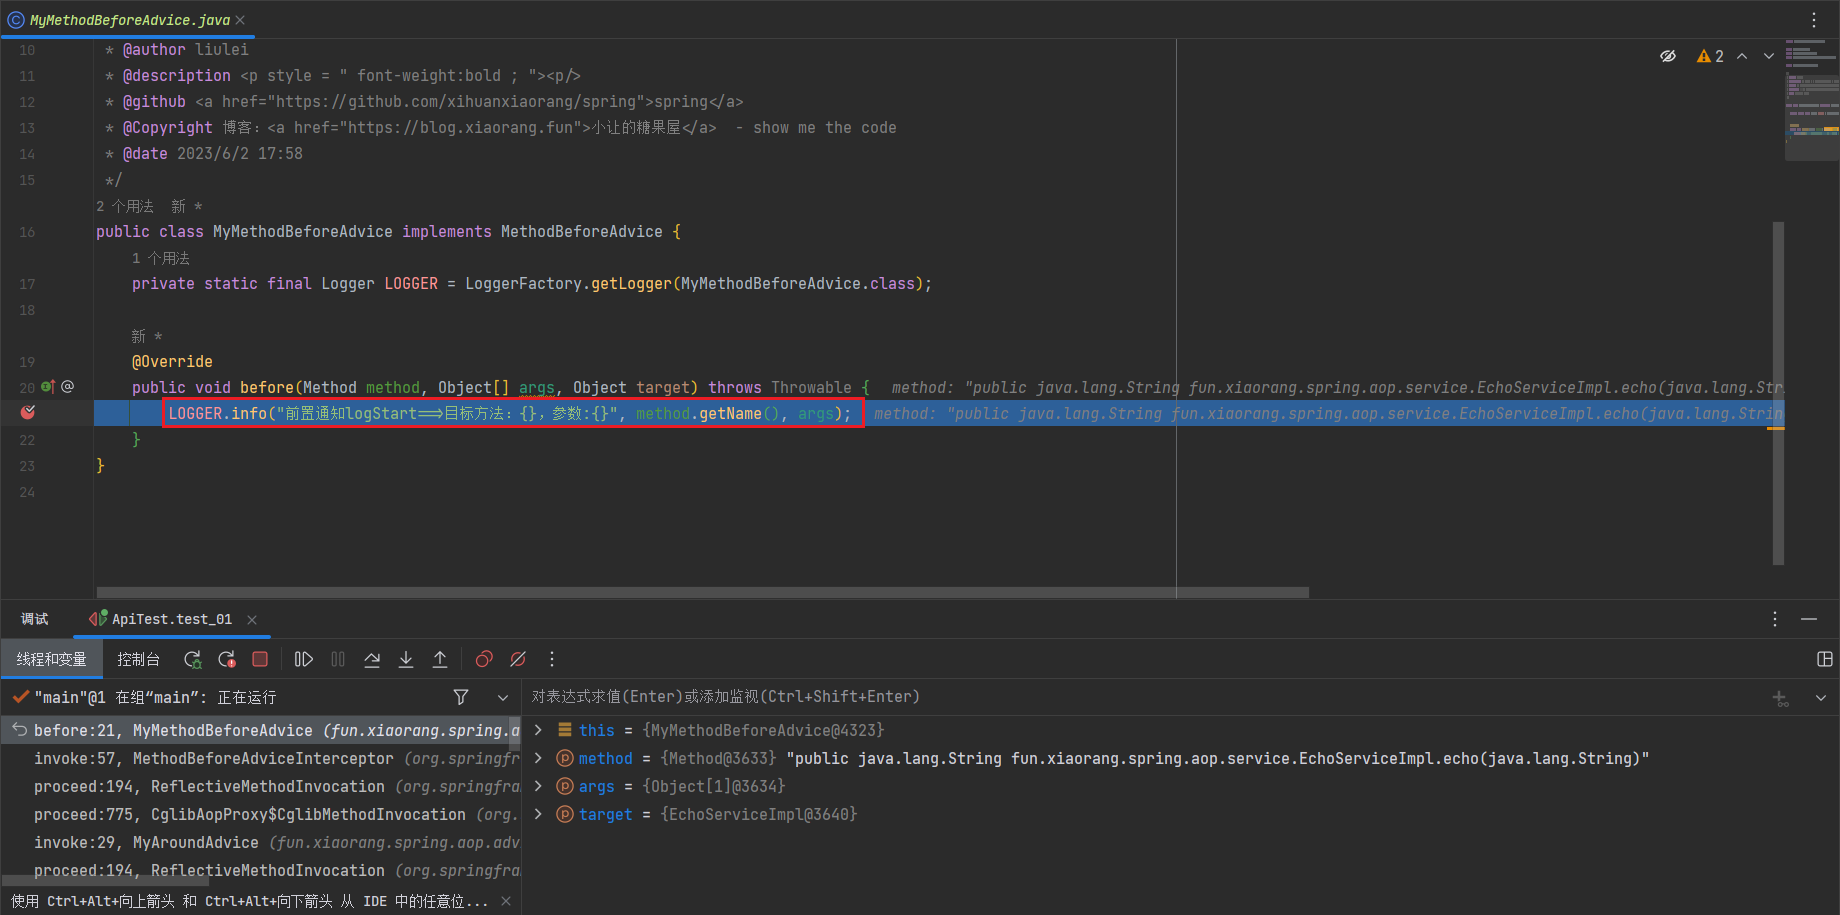 MyMethodBeforeAdvice.java
10 * @author liulei
11 * @description <p style = " font-weight:bold ; "><p/>
12 * @github <a href="https://github.com/xihuanxiaorang/spring">spring</a>
13 * @Copyright 博客：<a href="https://blog.xiaorang.fun">小让的糖果屋</a>  - show me the code
14 * @date 2023/6/2 17:58
15 */
2 个用法  新 *
16 public class MyMethodBeforeAdvice implements MethodBeforeAdvice {
1 个用法
17 private static final Logger LOGGER = LoggerFactory.getLogger(MyMethodBeforeAdvice.class);
18
新 *
19 @Override
20 public void before(Method method, Object[] args, Object target) throws Throwable {  method: "public java.lang.String fun.xiaorang.spring.aop.service.EchoServiceImpl.echo(java.lang.Str
LOGGER.info("前置通知logStart==>目标方法：{}，参数:{}", method.getName(), args);  method: "public java.lang.String fun.xiaorang.spring.aop.service.EchoServiceImpl.echo(java.lang.Strin
22 }
23 }
24
2
调试 ApiTest.test_01
线程和变量 控制台
"main"@1 在组“main”: 正在运行
before:21, MyMethodBeforeAdvice (fun.xiaorang.spring.a
invoke:57, MethodBeforeAdviceInterceptor (org.springfr
proceed:194, ReflectiveMethodInvocation (org.springfra
proceed:775, CglibAopProxy$CglibMethodInvocation (org.
invoke:29, MyAroundAdvice (fun.xiaorang.spring.aop.adv
proceed:194, ReflectiveMethodInvocation (org.springfra
使用 Ctrl+Alt+向上箭头 和 Ctrl+Alt+向下箭头 从 IDE 中的任意位...
对表达式求值(Enter)或添加监视(Ctrl+Shift+Enter)
this = {MyMethodBeforeAdvice@4323}
method = {Method@3633} "public java.lang.String fun.xiaorang.spring.aop.service.EchoServiceImpl.echo(java.lang.String)"
args = {Object[1]@3634}
target = {EchoServiceImpl@3640}